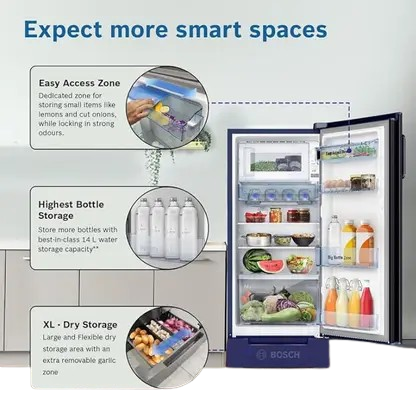 Expect more smart spaces
Easy Access Zone
Dedicated zone for
storing small items like
lemons and cut onions,
while locking in strong
odours.
Highest Bottle
Storage
Store more bottles with
best-in-class 14 L water
storage capacity**
XL - Dry Storage
Large and Flexible dry
storage area with an
extra removable garlic
zone
BOSCH